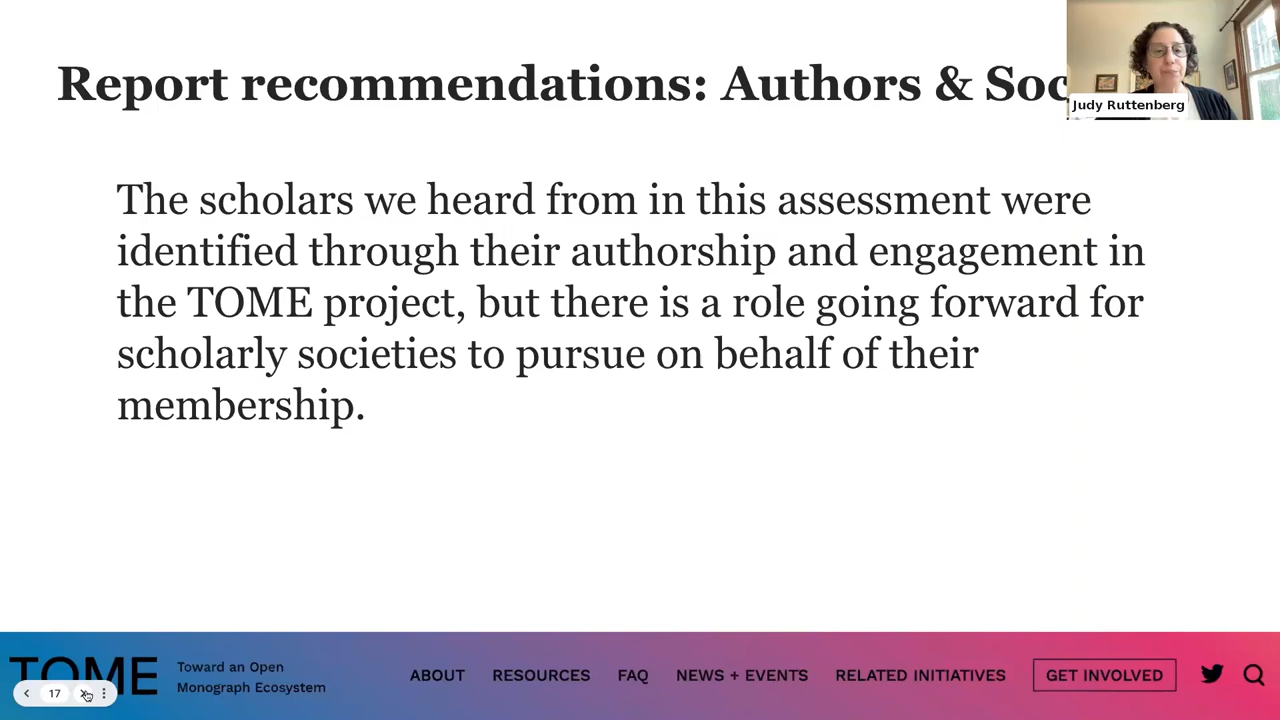 Report recommendations: Authors & Soc
Judy Ruttenberg
The scholars we heard from in this assessment were
identified through their authorship and engagement in
the TOME project, but there is a role going forward for
scholarly societies to pursue on behalf of their
membership.
TOME
Toward an Open
Monograph Ecosystem
ABOUT RESOURCES FAQ NEWS + EVENTS RELATED INITIATIVES GET INVOLVED
17